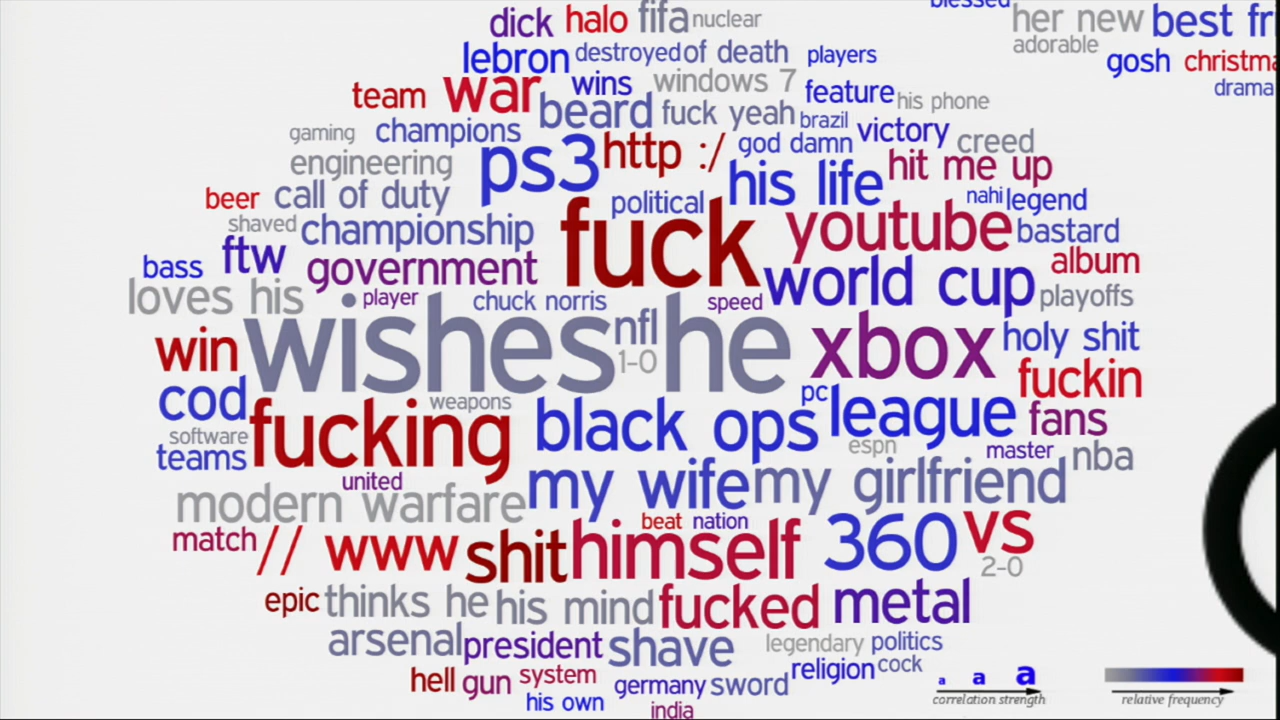 blessed
dick halo fifa nuclear her new best fr
adorable
lebron destroyed of death players gosh christma
team war wins windows 7 feature his phone drama
beard fuck yeah brazil
gaming champions victory creed
engineering ps3 http :/ god damn hit me up
beer call of duty political his life nahi legend
shaved championship fuck youtube bastard
bass ftw government world cup album
loves his player chuck norris speed playoffs
win wishes nfl he xbox holy shit
1-0
cod weapons pc league fuckin
software fucking black ops espn fans
teams united master nba
modern warfare my wife my girlfriend
match // www shit beat nation himself 360 vs
2-0
epic thinks he his mind fucked metal
arsenal president shave legendary politics
hell gun system germany sword religion cock
his own
india
a a a
correlation strength relative frequency